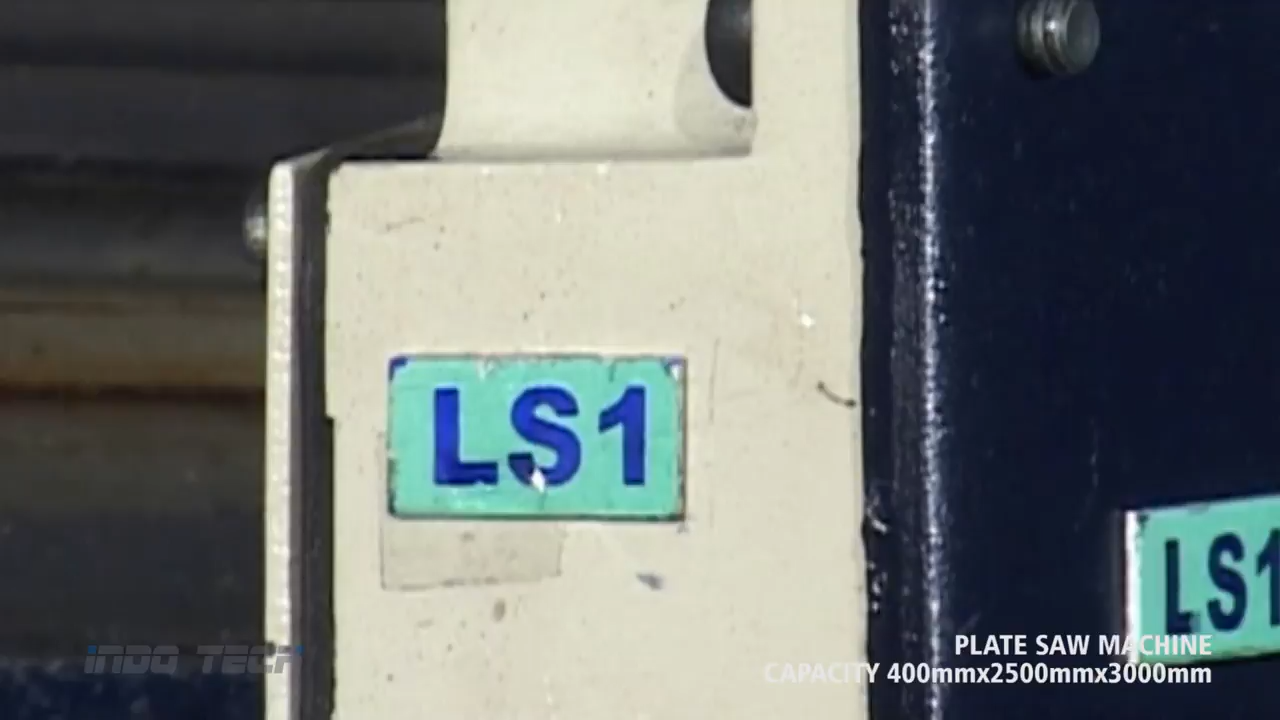 LS1
LS1
INDO TECH
PLATE SAW MACHINE
CAPACITY 400mmx2500mmx3000mm